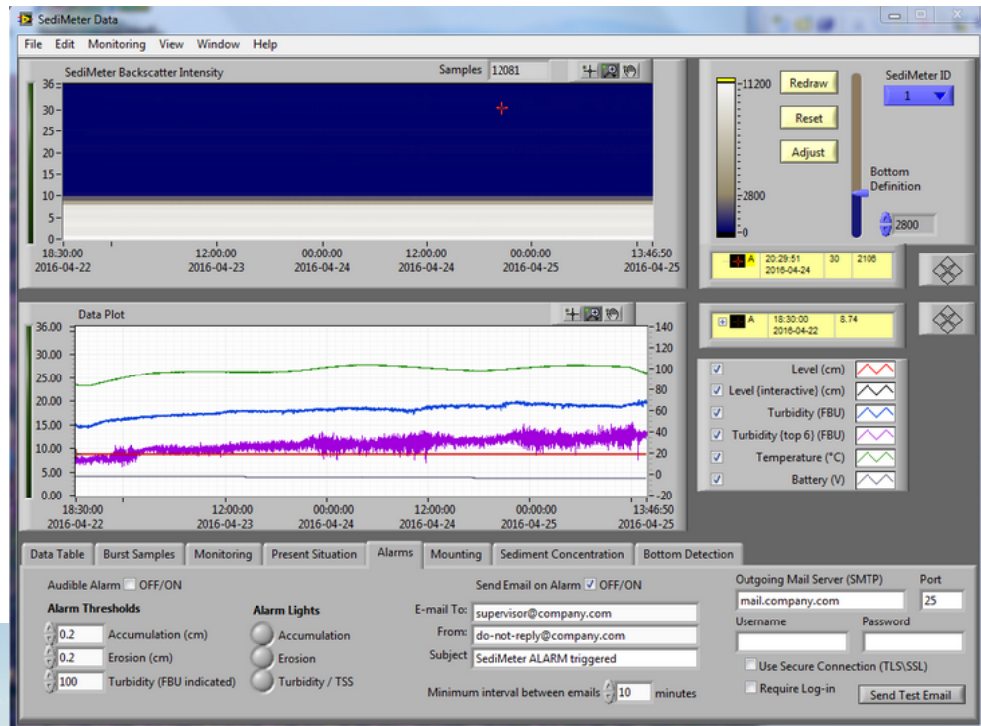 SediMeter Data
File Edit Monitoring View Window Help
SediMeter Backscatter Intensity
Samples 12081
36
30
25
20
15
10
5
0
18:30:00 12:00:00 00:00:00 12:00:00 00:00:00 13:46:50
2016-04-22 2016-04-23 2016-04-24 2016-04-24 2016-04-25 2016-04-25
11200
2800
0
Redraw
Reset
Adjust
SediMeter ID
1
Bottom
Definition
2800
A 20:29:51 30 2106
2016-04-24
Data Plot
36.00
30.00
25.00
20.00
15.00
10.00
5.00
0.00
140
120
100
80
60
40
20
0
-20
18:30:00 12:00:00 00:00:00 12:00:00 00:00:00 13:46:50
2016-04-22 2016-04-23 2016-04-24 2016-04-24 2016-04-25 2016-04-25
A 18:30:00 8.74
2016-04-22
Level (cm)
Level {interactive} (cm)
Turbidity (FBU)
Turbidity {top 6} (FBU)
Temperature (°C)
Battery (V)
Data Table Burst Samples Monitoring Present Situation Alarms Mounting Sediment Concentration Bottom Detection
Audible Alarm OFF/ON
Alarm Thresholds
0.2 Accumulation (cm)
0.2 Erosion (cm)
100 Turbidity (FBU indicated)
Alarm Lights
Accumulation
Erosion
Turbidity / TSS
Send Email on Alarm OFF/ON
E-mail To: supervisor@company.com
From: do-not-reply@company.com
Subject SediMeter ALARM triggered
Minimum interval between emails 10 minutes
Outgoing Mail Server (SMTP) Port
mail.company.com 25
Username Password
Use Secure Connection (TLS\SSL)
Require Log-in
Send Test Email